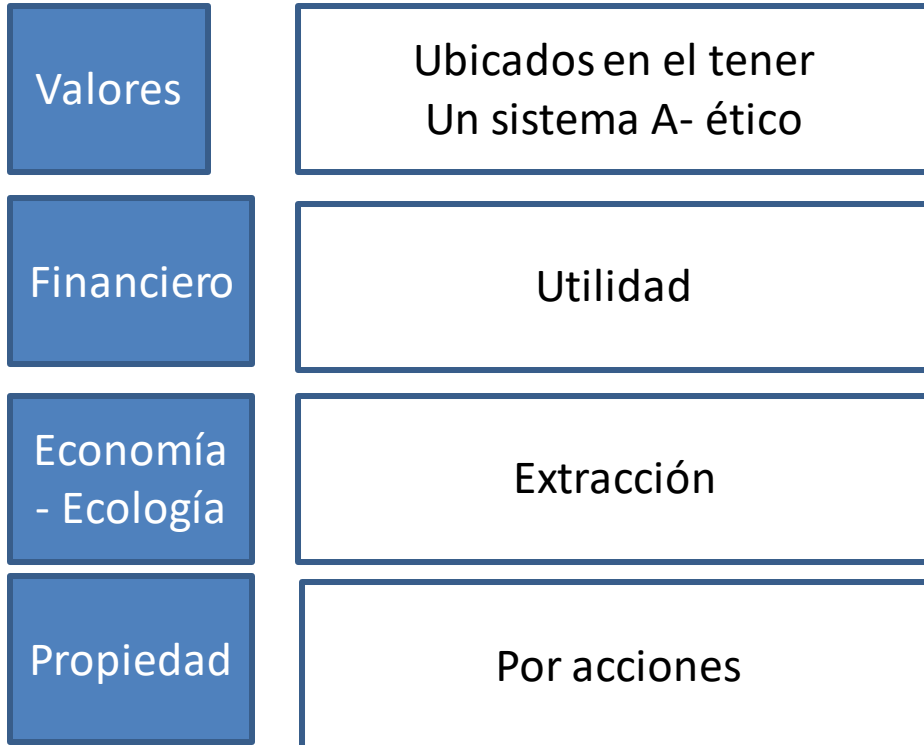 Valores
Ubicados en el tener
Un sistema A- ético
Financiero
Utilidad
Economía
- Ecología
Extracción
Propiedad
Por acciones